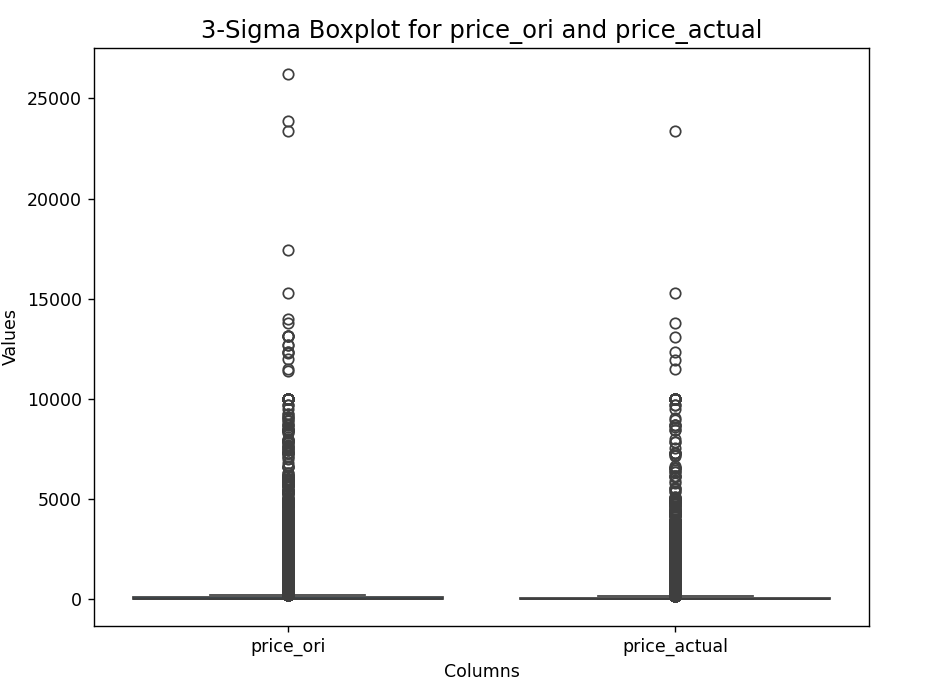 3-Sigma Boxplot for price_ori and price_actual
25000
20000
15000
10000
5000
0
Values
price_ori
price_actual
Columns